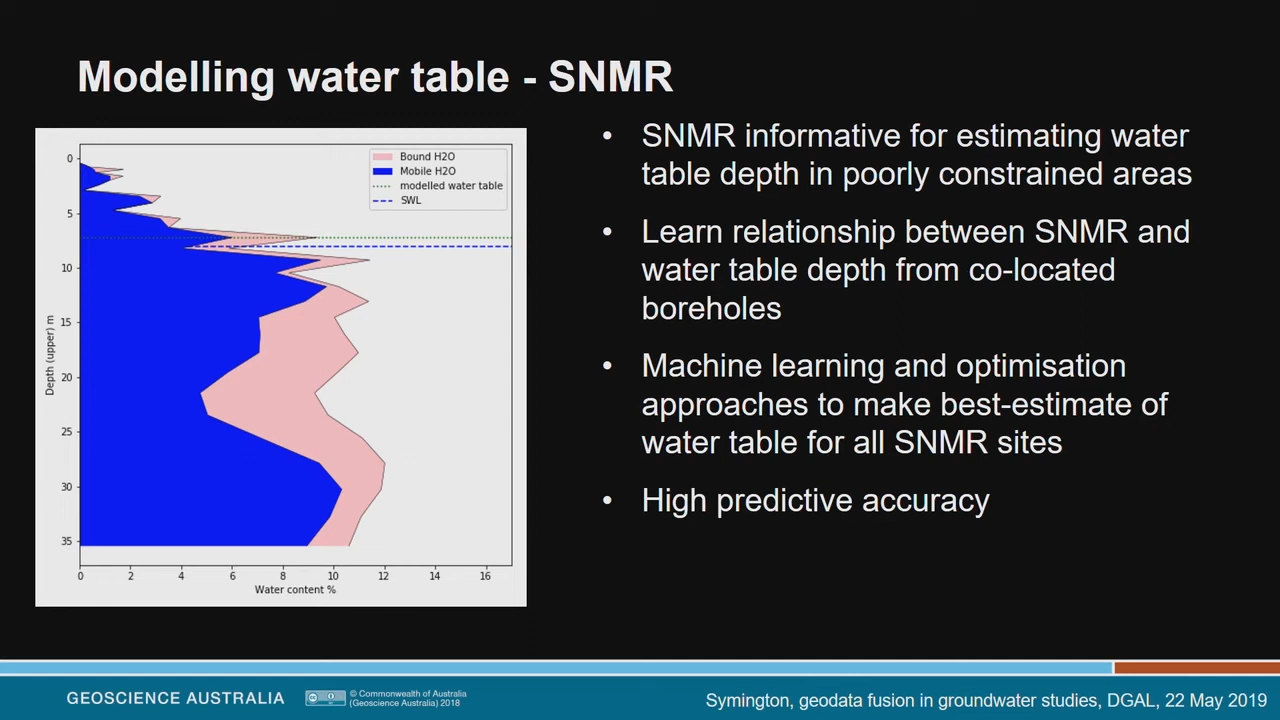 Modelling water table - SNMR
0
5
10
15
20
25
30
35
Depth (upper) m
0 2 4 6 8 10 12 14 16
Water content %
Bound H2O
Mobile H2O
modelled water table
SWL
• SNMR informative for estimating water
table depth in poorly constrained areas
• Learn relationship between SNMR and
water table depth from co-located
boreholes
• Machine learning and optimisation
approaches to make best-estimate of
water table for all SNMR sites
• High predictive accuracy
GEOSCIENCE AUSTRALIA
© Commonwealth of Australia
(Geoscience Australia) 2018
Symington, geodata fusion in groundwater studies, DGAL, 22 May 2019